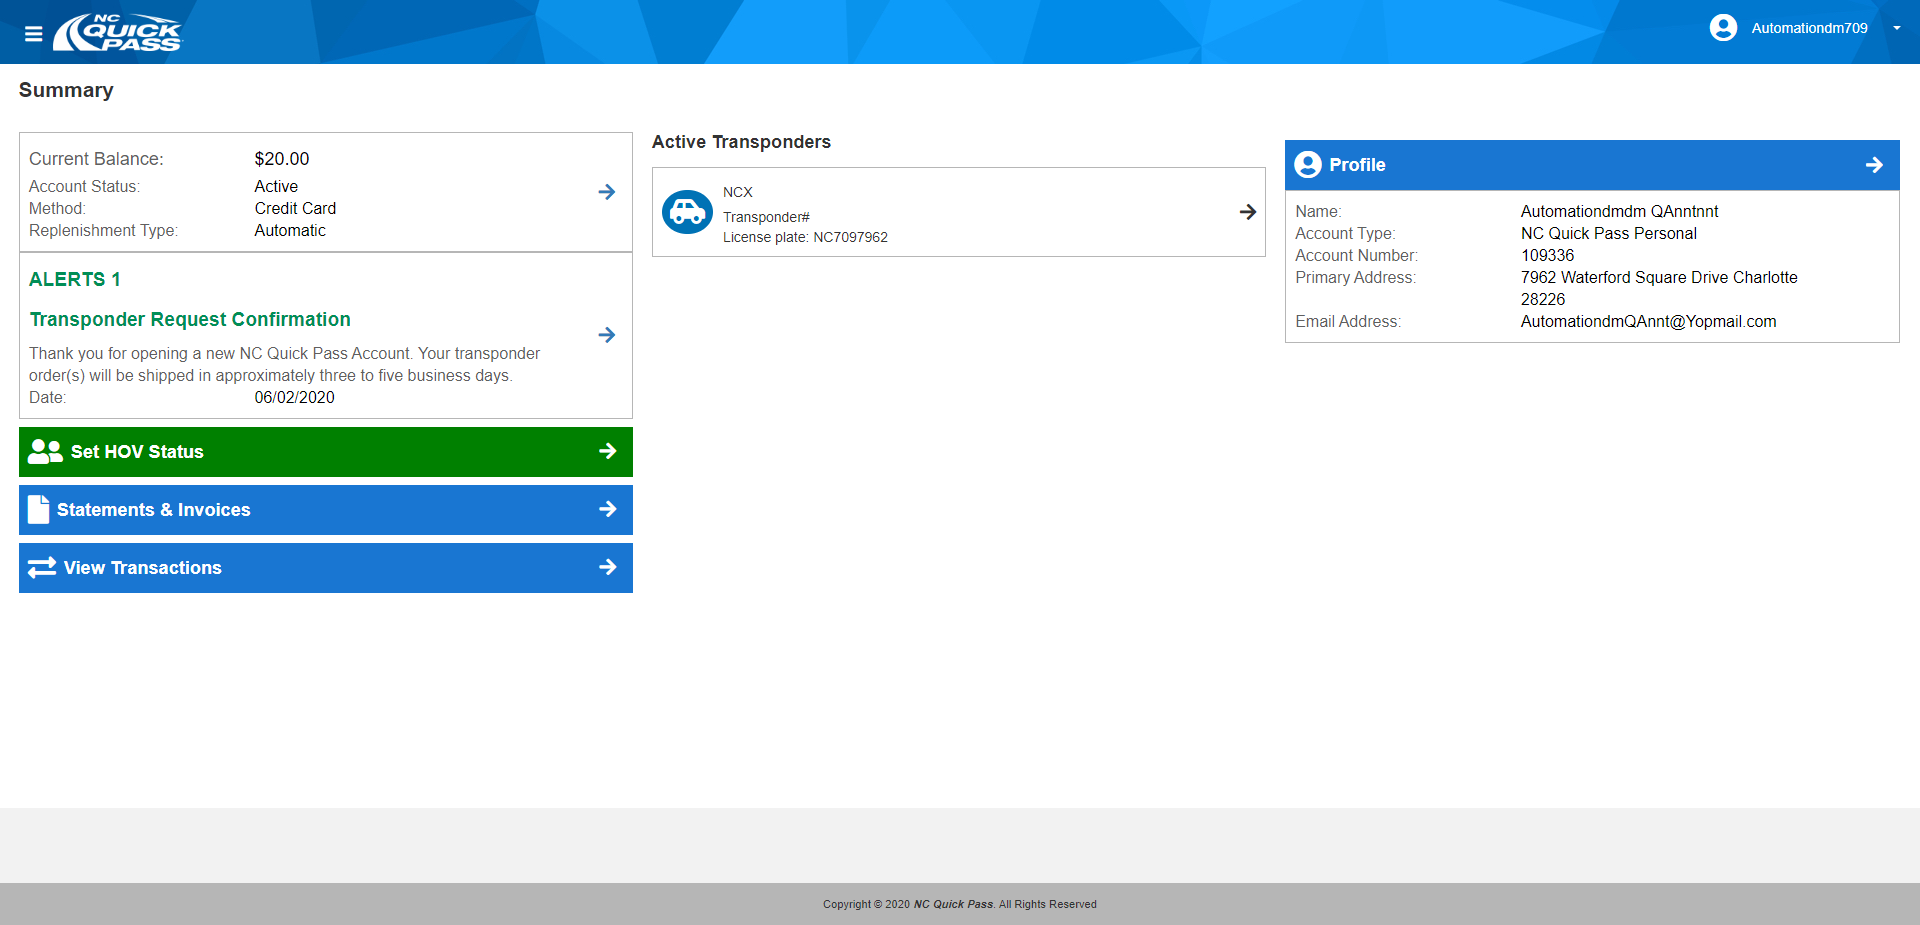 NC
QUICK
PASS
Automationdm709
Summary
Current Balance: $20.00
Account Status: Active
Method: Credit Card
Replenishment Type: Automatic
ALERTS 1
Transponder Request Confirmation
Thank you for opening a new NC Quick Pass Account. Your transponder
order(s) will be shipped in approximately three to five business days.
Date: 06/02/2020
Set HOV Status
Statements & Invoices
View Transactions
Active Transponders
NCX
Transponder#
License plate: NC7097962
Profile
Name: Automationdmdm QAnntnnt
Account Type: NC Quick Pass Personal
Account Number: 109336
Primary Address: 7962 Waterford Square Drive Charlotte
28226
Email Address: AutomationdmQAnnt@Yopmail.com
Copyright © 2020 NC Quick Pass. All Rights Reserved